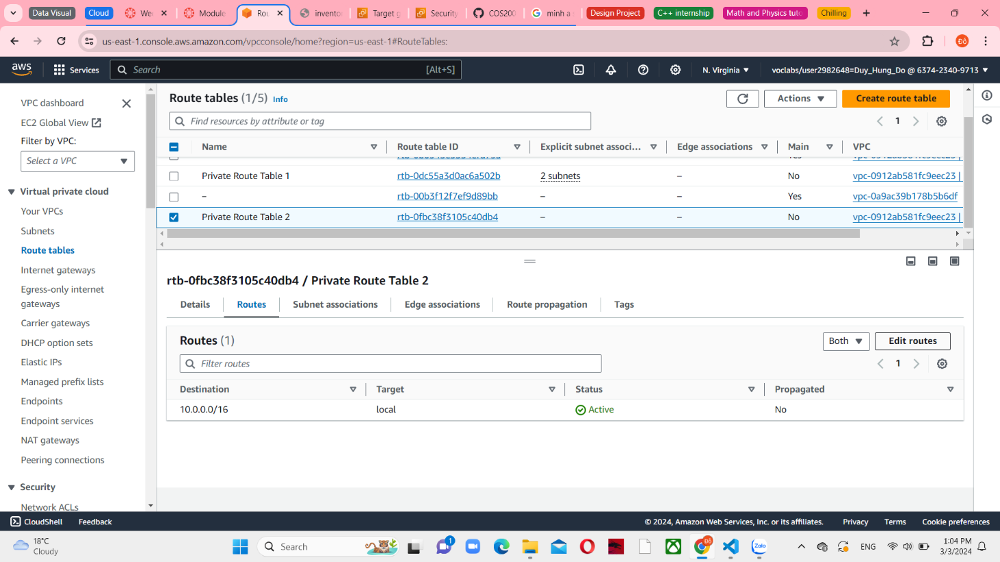 Data Visual
Cloud
Wee
Module
Rou
invento
Target g
Security
COS200
minh a
Design Project
C++ internship
Math and Physics tuto
Chilling
us-east-1.console.aws.amazon.com/vpcconsole/home?region=us-east-1#RouteTables:
Đỗ
aws
Services
Search
[Alt+S]
N. Virginia
voclabs/user2982648=Duy_Hung_Do @ 6374-2340-9713
VPC dashboard
EC2 Global View
Filter by VPC:
Select a VPC
Virtual private cloud
Your VPCs
Subnets
Route tables
Internet gateways
Egress-only internet
gateways
Carrier gateways
DHCP option sets
Elastic IPs
Managed prefix lists
Endpoints
Endpoint services
NAT gateways
Peering connections
Security
Network ACLs
Route tables (1/5) Info
Actions
Create route table
Find resources by attribute or tag
1
Name Route table ID Explicit subnet associ... Edge associations Main VPC
Private Route Table 1 rtb-0dc55a3d0ac6a502b 2 subnets – No vpc-0912ab581fc9eec23 |
– rtb-00b3f12f7ef9d89bb – – Yes vpc-0a9ac39b178b5b6df
Private Route Table 2 rtb-0fbc38f3105c40db4 – – No vpc-0912ab581fc9eec23 |
rtb-0fbc38f3105c40db4 / Private Route Table 2
Details Routes Subnet associations Edge associations Route propagation Tags
Routes (1)
Both
Edit routes
Filter routes
1
Destination Target Status Propagated
10.0.0.0/16 local Active No
CloudShell Feedback
© 2024, Amazon Web Services, Inc. or its affiliates. Privacy Terms Cookie preferences
18°C
Cloudy
Search
1
Đỗ
Zalo
ENG
1:04 PM
3/3/2024